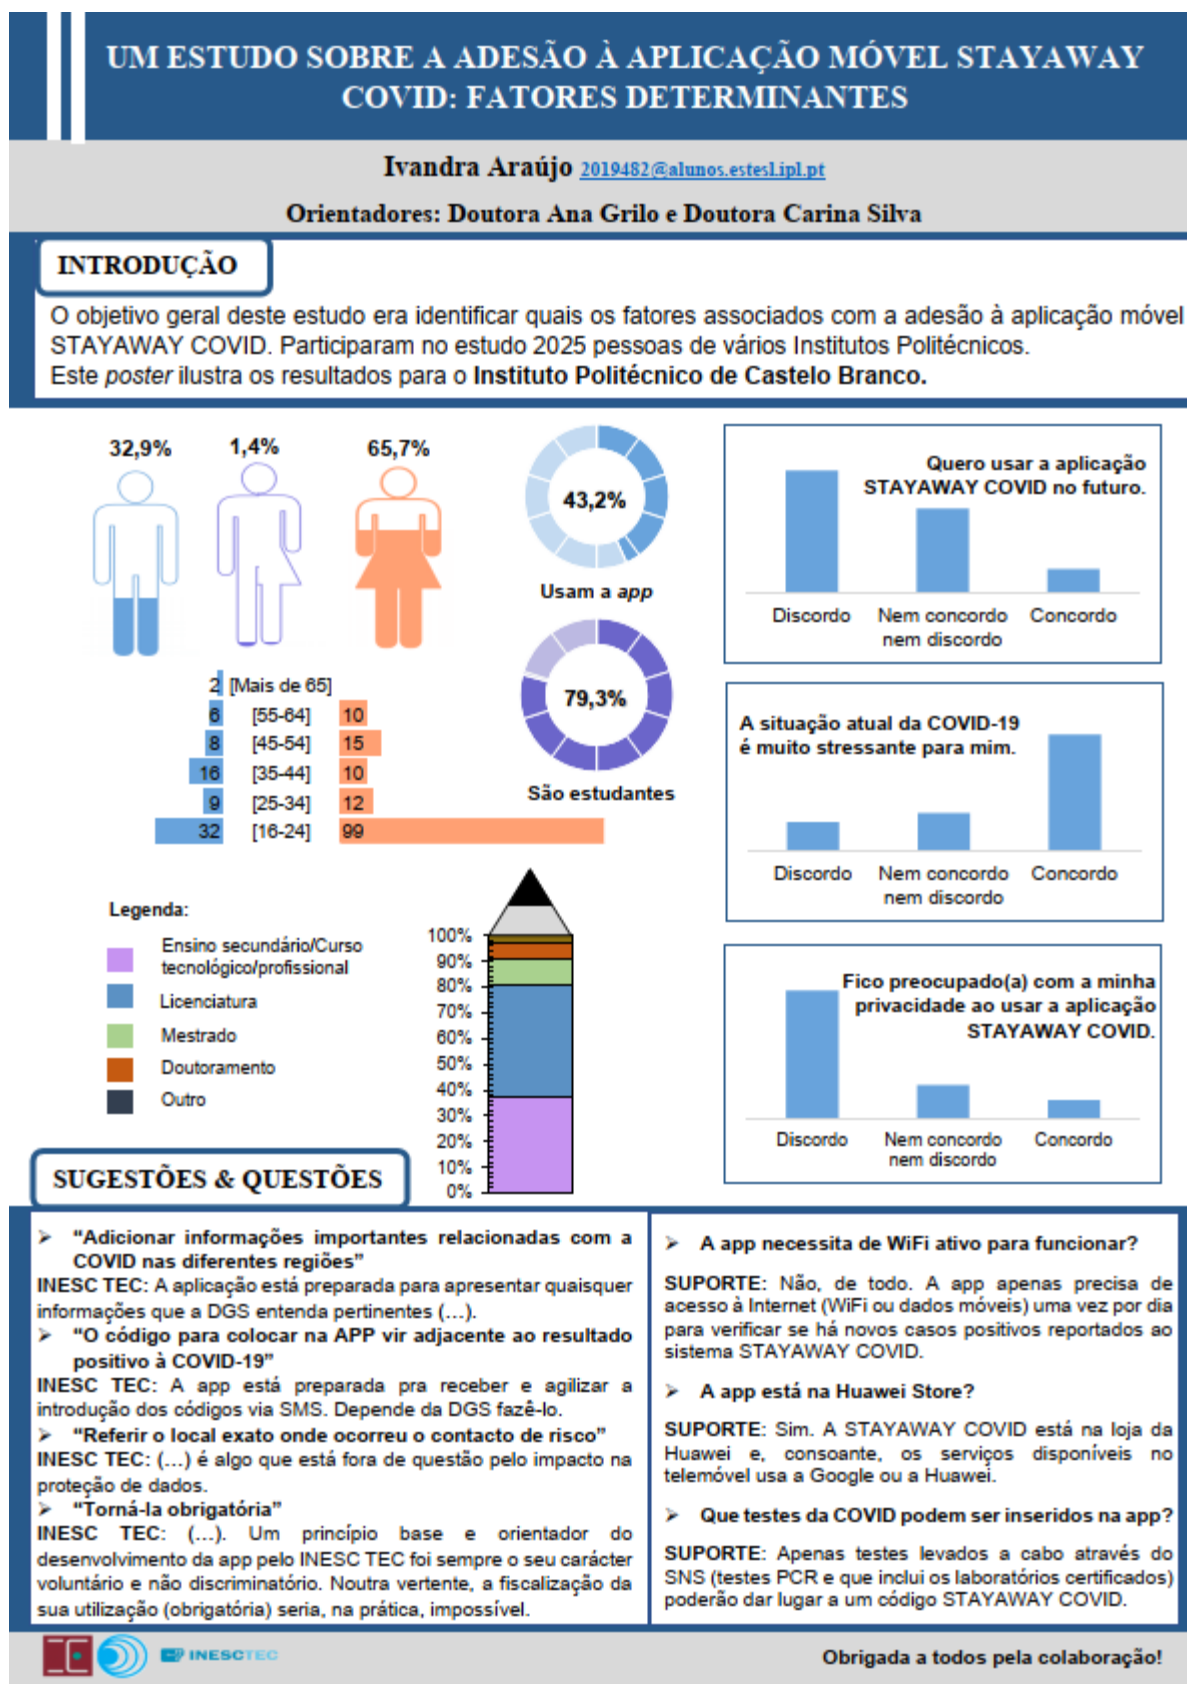 UM ESTUDO SOBRE A ADESÃO À APLICAÇÃO MÓVEL STAYAWAY
COVID: FATORES DETERMINANTES
Ivandra Araújo 2019482@alunos.estesl.ipl.pt
Orientadores: Doutora Ana Grilo e Doutora Carina Silva
INTRODUÇÃO
O objetivo geral deste estudo era identificar quais os fatores associados com a adesão à aplicação móvel
STAYAWAY COVID. Participaram no estudo 2025 pessoas de vários Institutos Politécnicos.
Este poster ilustra os resultados para o Instituto Politécnico de Castelo Branco.
32,9%
1,4%
65,7%
43,2%
Usam a app
79,3%
São estudantes
2 [Mais de 65]
6 [55-64] 10
8 [45-54] 15
16 [35-44] 10
9 [25-34] 12
32 [16-24] 99
Legenda:
Ensino secundário/Curso
tecnológico/profissional
Licenciatura
Mestrado
Doutoramento
Outro
100%
90%
80%
70%
60%
50%
40%
30%
20%
10%
0%
Quero usar a aplicação
STAYAWAY COVID no futuro.
Discordo Nem concordo Concordo
nem discordo
A situação atual da COVID-19
é muito stressante para mim.
Discordo Nem concordo Concordo
nem discordo
Fico preocupado(a) com a minha
privacidade ao usar a aplicação
STAYAWAY COVID.
Discordo Nem concordo Concordo
nem discordo
SUGESTÕES & QUESTÕES
➢ “Adicionar informações importantes relacionadas com a
COVID nas diferentes regiões”
INESC TEC: A aplicação está preparada para apresentar quaisquer
informações que a DGS entenda pertinentes (…).
➢ “O código para colocar na APP vir adjacente ao resultado
positivo à COVID-19”
INESC TEC: A app está preparada pra receber e agilizar a
introdução dos códigos via SMS. Depende da DGS fazê-lo.
➢ “Referir o local exato onde ocorreu o contacto de risco”
INESC TEC: (…) é algo que está fora de questão pelo impacto na
proteção de dados.
➢ “Torná-la obrigatória”
INESC TEC: (…). Um princípio base e orientador do
desenvolvimento da app pelo INESC TEC foi sempre o seu carácter
voluntário e não discriminatório. Noutra vertente, a fiscalização da
sua utilização (obrigatória) seria, na prática, impossível.
➢ A app necessita de WiFi ativo para funcionar?
SUPORTE: Não, de todo. A app apenas precisa de
acesso à Internet (WiFi ou dados móveis) uma vez por dia
para verificar se há novos casos positivos reportados ao
sistema STAYAWAY COVID.
➢ A app está na Huawei Store?
SUPORTE: Sim. A STAYAWAY COVID está na loja da
Huawei e, consoante, os serviços disponíveis no
telemóvel usa a Google ou a Huawei.
➢ Que testes da COVID podem ser inseridos na app?
SUPORTE: Apenas testes levados a cabo através do
SNS (testes PCR e que inclui os laboratórios certificados)
poderão dar lugar a um código STAYAWAY COVID.
INESCTEC
Obrigada a todos pela colaboração!